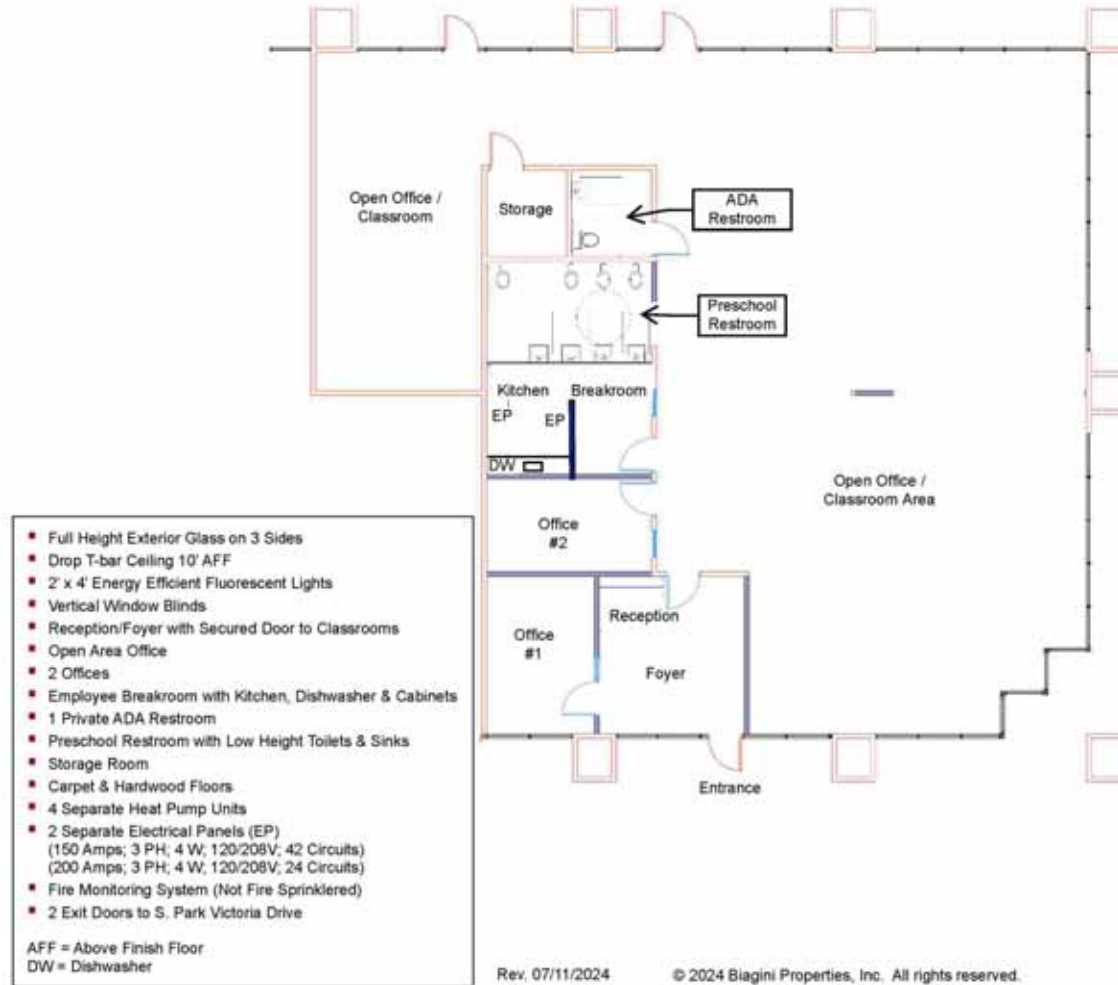 Open Office /
Classroom
Storage
ADA
Restroom
Preschool
Restroom
Kitchen
Breakroom
EP
EP
DW
Open Office /
Classroom Area
Office
#2
Reception
Office
#1
Foyer
Entrance
▪ Full Height Exterior Glass on 3 Sides
▪ Drop T-bar Ceiling 10' AFF
▪ 2' x 4' Energy Efficient Fluorescent Lights
▪ Vertical Window Blinds
▪ Reception/Foyer with Secured Door to Classrooms
▪ Open Area Office
▪ 2 Offices
▪ Employee Breakroom with Kitchen, Dishwasher & Cabinets
▪ 1 Private ADA Restroom
▪ Preschool Restroom with Low Height Toilets & Sinks
▪ Storage Room
▪ Carpet & Hardwood Floors
▪ 4 Separate Heat Pump Units
▪ 2 Separate Electrical Panels (EP)
(150 Amps; 3 PH; 4 W; 120/208V; 42 Circuits)
(200 Amps; 3 PH; 4 W; 120/208V; 24 Circuits)
▪ Fire Monitoring System (Not Fire Sprinklered)
▪ 2 Exit Doors to S. Park Victoria Drive
AFF = Above Finish Floor
DW = Dishwasher
Rev. 07/11/2024
© 2024 Biagini Properties, Inc. All rights reserved.